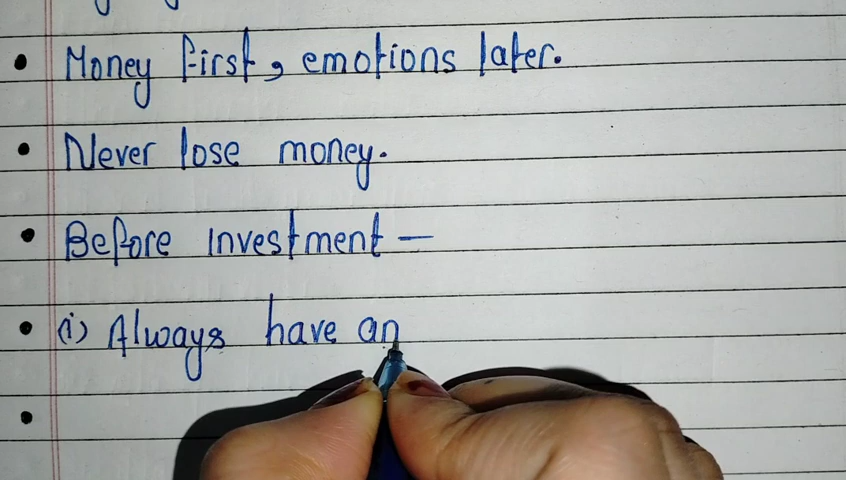 • Money first, emotions later.
• Never lose money.
• Before Investment —
• (i) Always have an
•